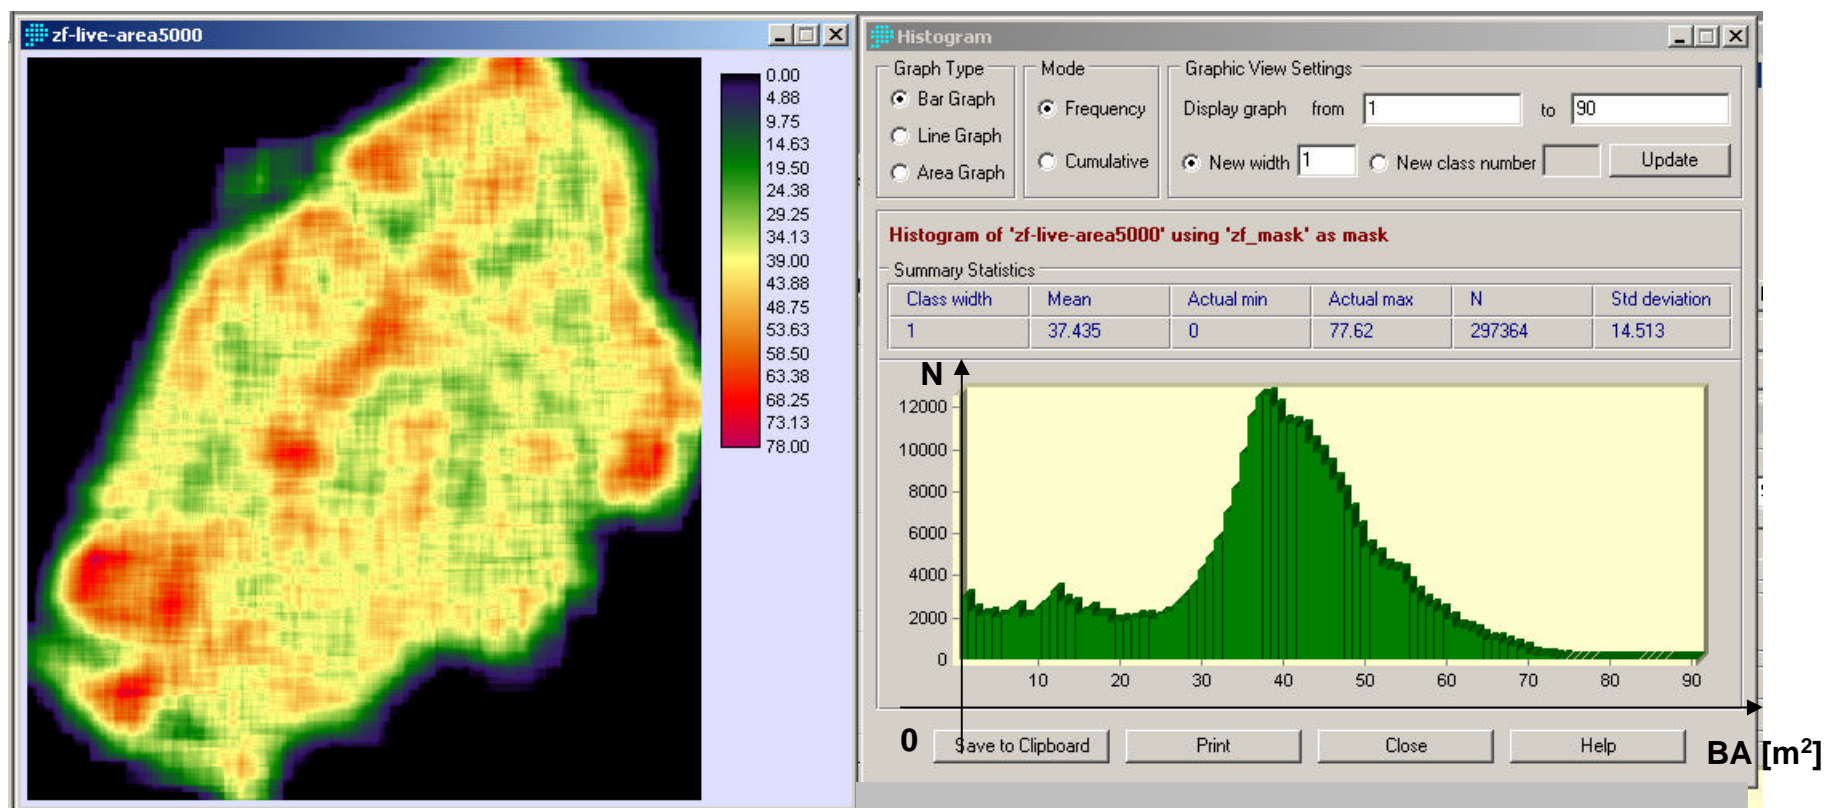 zf-live-area5000
0.00
4.88
9.75
14.63
19.50
24.38
29.25
34.13
39.00
43.88
48.75
53.63
58.50
63.38
68.25
73.13
78.00
Histogram
Graph Type
Bar Graph
Line Graph
Area Graph
Mode
Frequency
Cumulative
Graphic View Settings
Display graph from 1 to 90
New width 1 New class number Update
Histogram of 'zf-live-area5000' using 'zf_mask' as mask
Summary Statistics
Class width Mean Actual min Actual max N Std deviation
1 37.435 0 77.62 297364 14.513
N
12000
10000
8000
6000
4000
2000
0
10 20 30 40 50 60 70 80 90
0
Save to Clipboard Print Close Help
BA [m²]